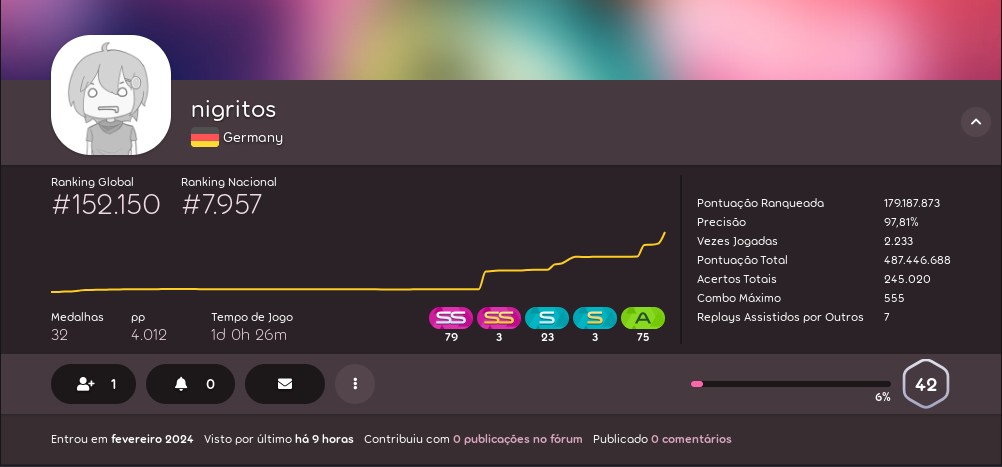 nigritos
Germany
Ranking Global Ranking Nacional
#152.150 #7.957
Pontuação Ranqueada 179.187.873
Precisão 97,81%
Vezes Jogadas 2.233
Pontuação Total 487.446.688
Acertos Totais 245.020
Combo Máximo 555
Replays Assistidos por Outros 7
Medalhas pp Tempo de Jogo
32 4.012 1d 0h 26m
SS SS S S A
79 3 23 3 75
1 0
6% 42
Entrou em fevereiro 2024 Visto por último há 9 horas Contribuiu com 0 publicações no fórum Publicado 0 comentários